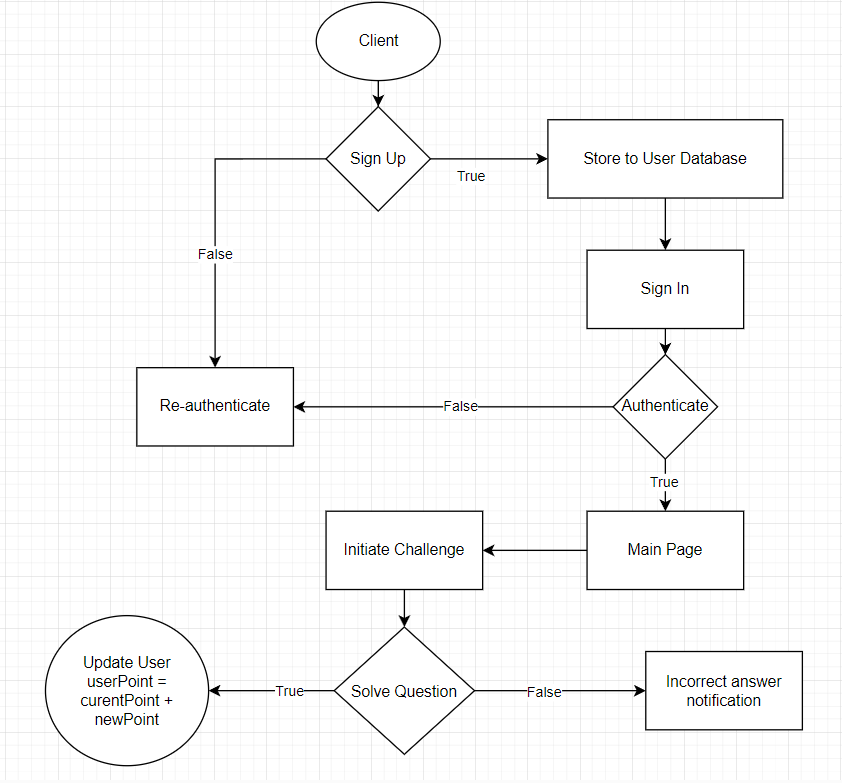 Client
Sign Up
True
Store to User Database
False
Sign In
Re-authenticate
False
Authenticate
True
Initiate Challenge
Main Page
Update User
userPoint =
curentPoint +
newPoint
True
Solve Question
False
Incorrect answer
notification